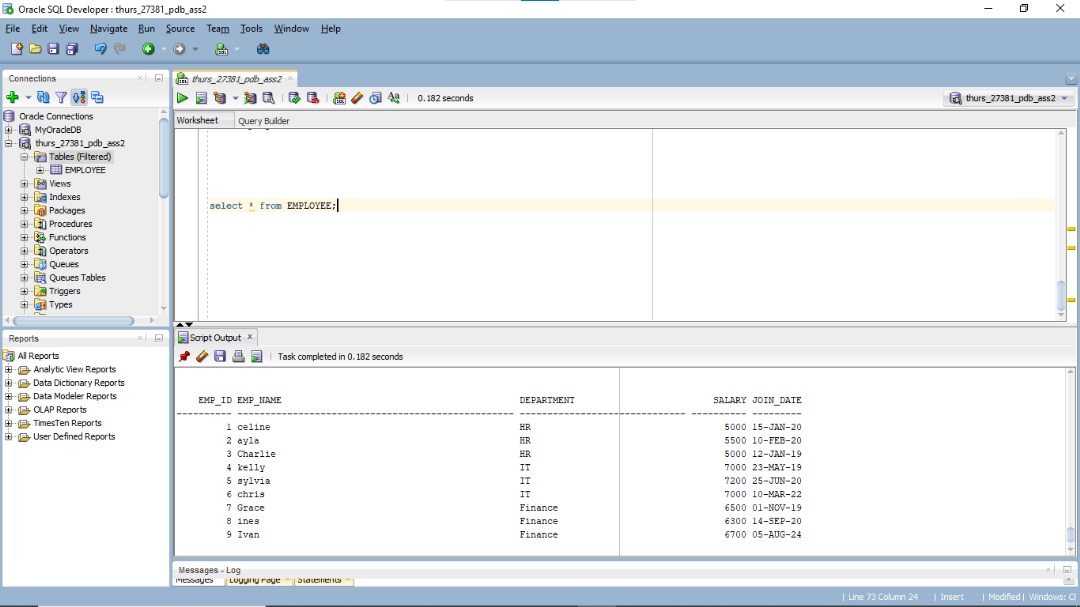 Oracle SQL Developer : thurs_27381_pdb_ass2
File Edit View Navigate Run Source Team Tools Window Help
Connections
Oracle Connections
MyOracleDB
thurs_27381_pdb_ass2
Tables (Filtered)
EMPLOYEE
Views
Indexes
Packages
Procedures
Functions
Operators
Queues
Queues Tables
Triggers
Types
Reports
All Reports
Analytic View Reports
Data Dictionary Reports
Data Modeler Reports
OLAP Reports
TimesTen Reports
User Defined Reports
thurs_27381_pdb_ass2
0.182 seconds
thurs_27381_pdb_ass2
Worksheet Query Builder
select * from EMPLOYEE;
Script Output
Task completed in 0.182 seconds
EMP_ID EMP_NAME DEPARTMENT SALARY JOIN_DATE
1 celine HR 5000 15-JAN-20
2 ayla HR 5500 10-FEB-20
3 Charlie HR 5000 12-JAN-19
4 kelly IT 7000 23-MAY-19
5 sylvia IT 7200 25-JUN-20
6 chris IT 7000 10-MAR-22
7 Grace Finance 6500 01-NOV-19
8 ines Finance 6300 14-SEP-20
9 Ivan Finance 6700 05-AUG-24
Messages - Log
Messages Logging Page Statements
Line 73 Column 24 | Insert | Modified | Windows: C